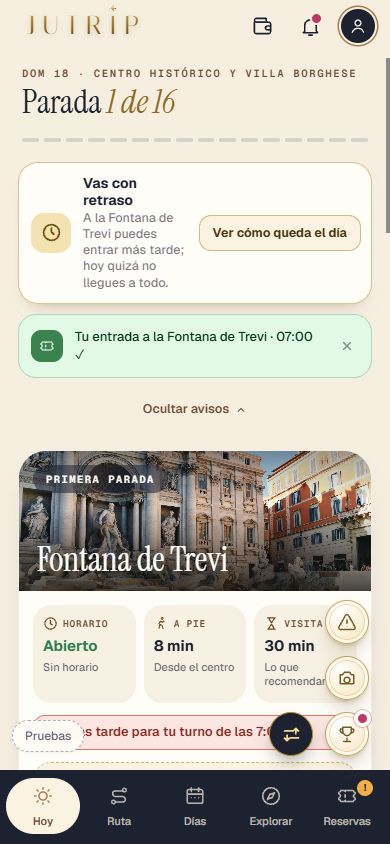 JUTRIP
DOM 18 · CENTRO HISTÓRICO Y VILLA BORGHESE
Parada 1 de 16
Vas con
retraso
A la Fontana de
Trevi puedes
entrar más tarde;
hoy quizá no
llegues a todo.
Ver cómo queda el día
Tu entrada a la Fontana de Trevi · 07:00
✓
Ocultar avisos
PRIMERA PARADA
Fontana de Trevi
HORARIO
Abierto
Sin horario
A PIE
8 min
Desde el centro
VISITA
30 min
Lo que
Pruebas
tarde para tu turno de las
Hoy
Ruta
Días
Explorar
Reservas
!